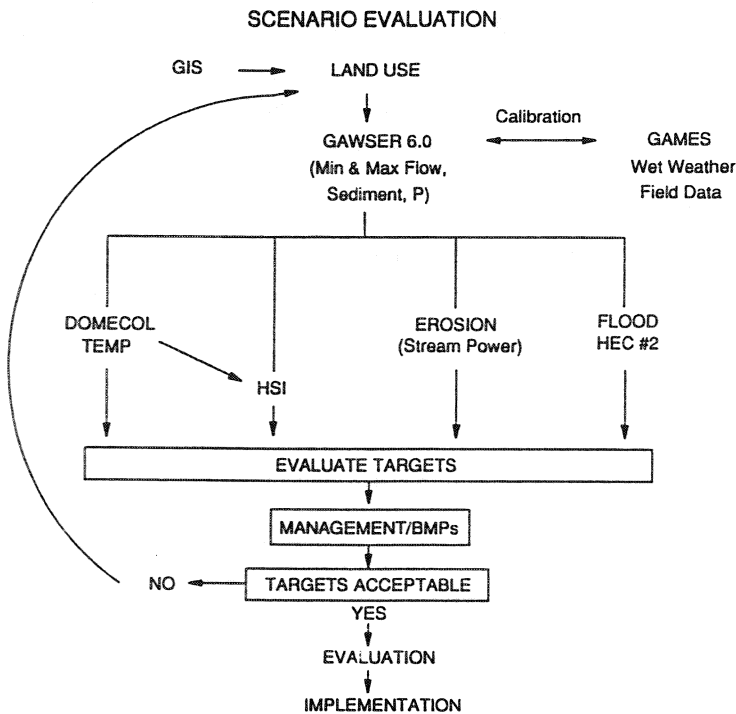 SCENARIO EVALUATION
GIS
LAND USE
Calibration
GAWSER 6.0
(Min & Max Flow,
Sediment, P)
GAMES
Wet Weather
Field Data
DOMECOL
TEMP
HSI
EROSION
(Stream Power)
FLOOD
HEC #2
EVALUATE TARGETS
MANAGEMENT/BMPs
NO
TARGETS ACCEPTABLE
YES
EVALUATION
IMPLEMENTATION